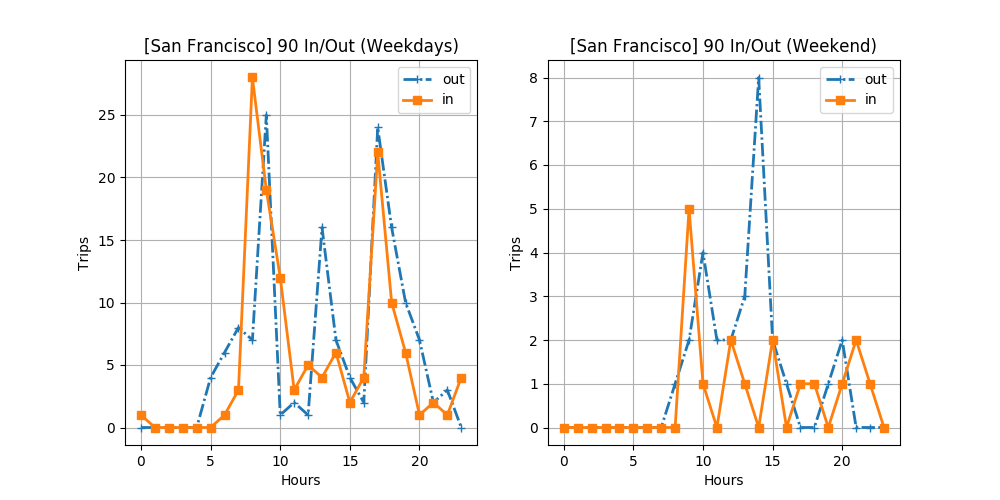 [San Francisco] 90 In/Out (Weekdays)
out
in
25
20
15
10
5
0
Trips
0 5 10 15 20
Hours
[San Francisco] 90 In/Out (Weekend)
out
in
8
7
6
5
4
3
2
1
0
Trips
0 5 10 15 20
Hours